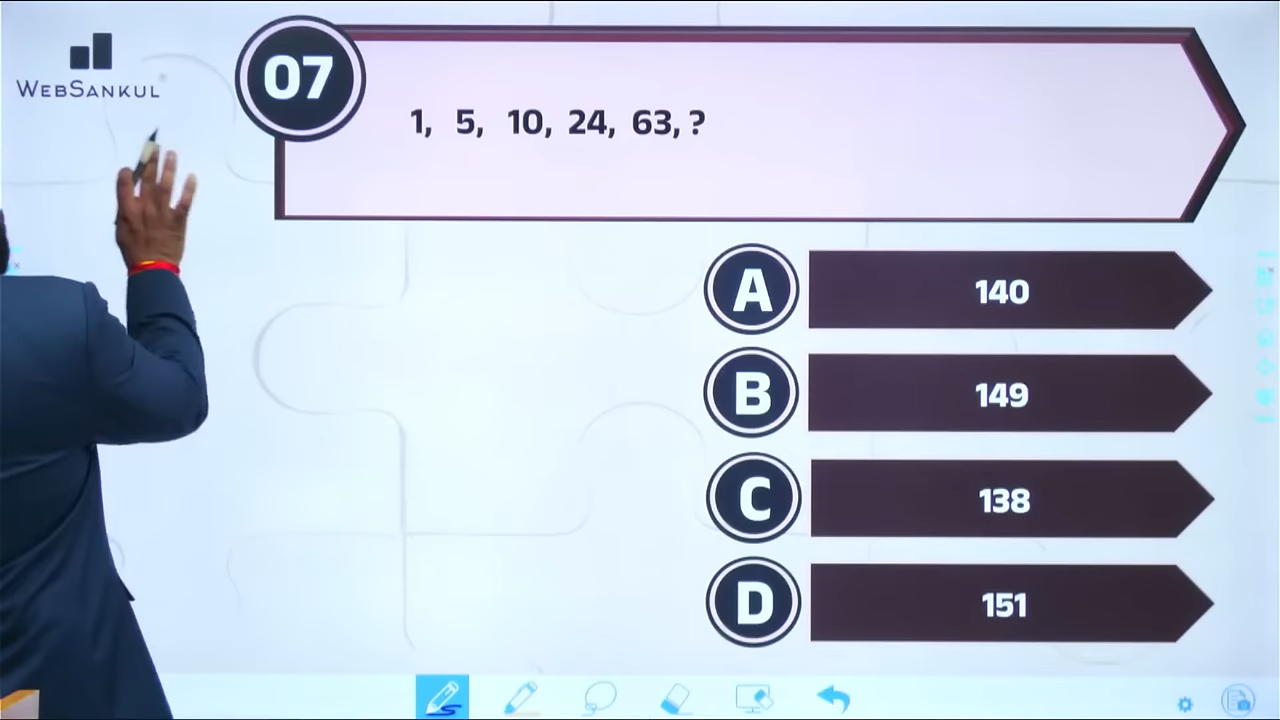 WEBSANKUL
07
1, 5, 10, 24, 63, ?
A 140
B 149
C 138
D 151